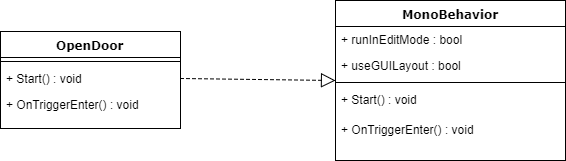 OpenDoor
+ Start() : void
+ OnTriggerEnter() : void
MonoBehavior
+ runInEditMode : bool
+ useGUILayout : bool
+ Start() : void
+ OnTriggerEnter() : void